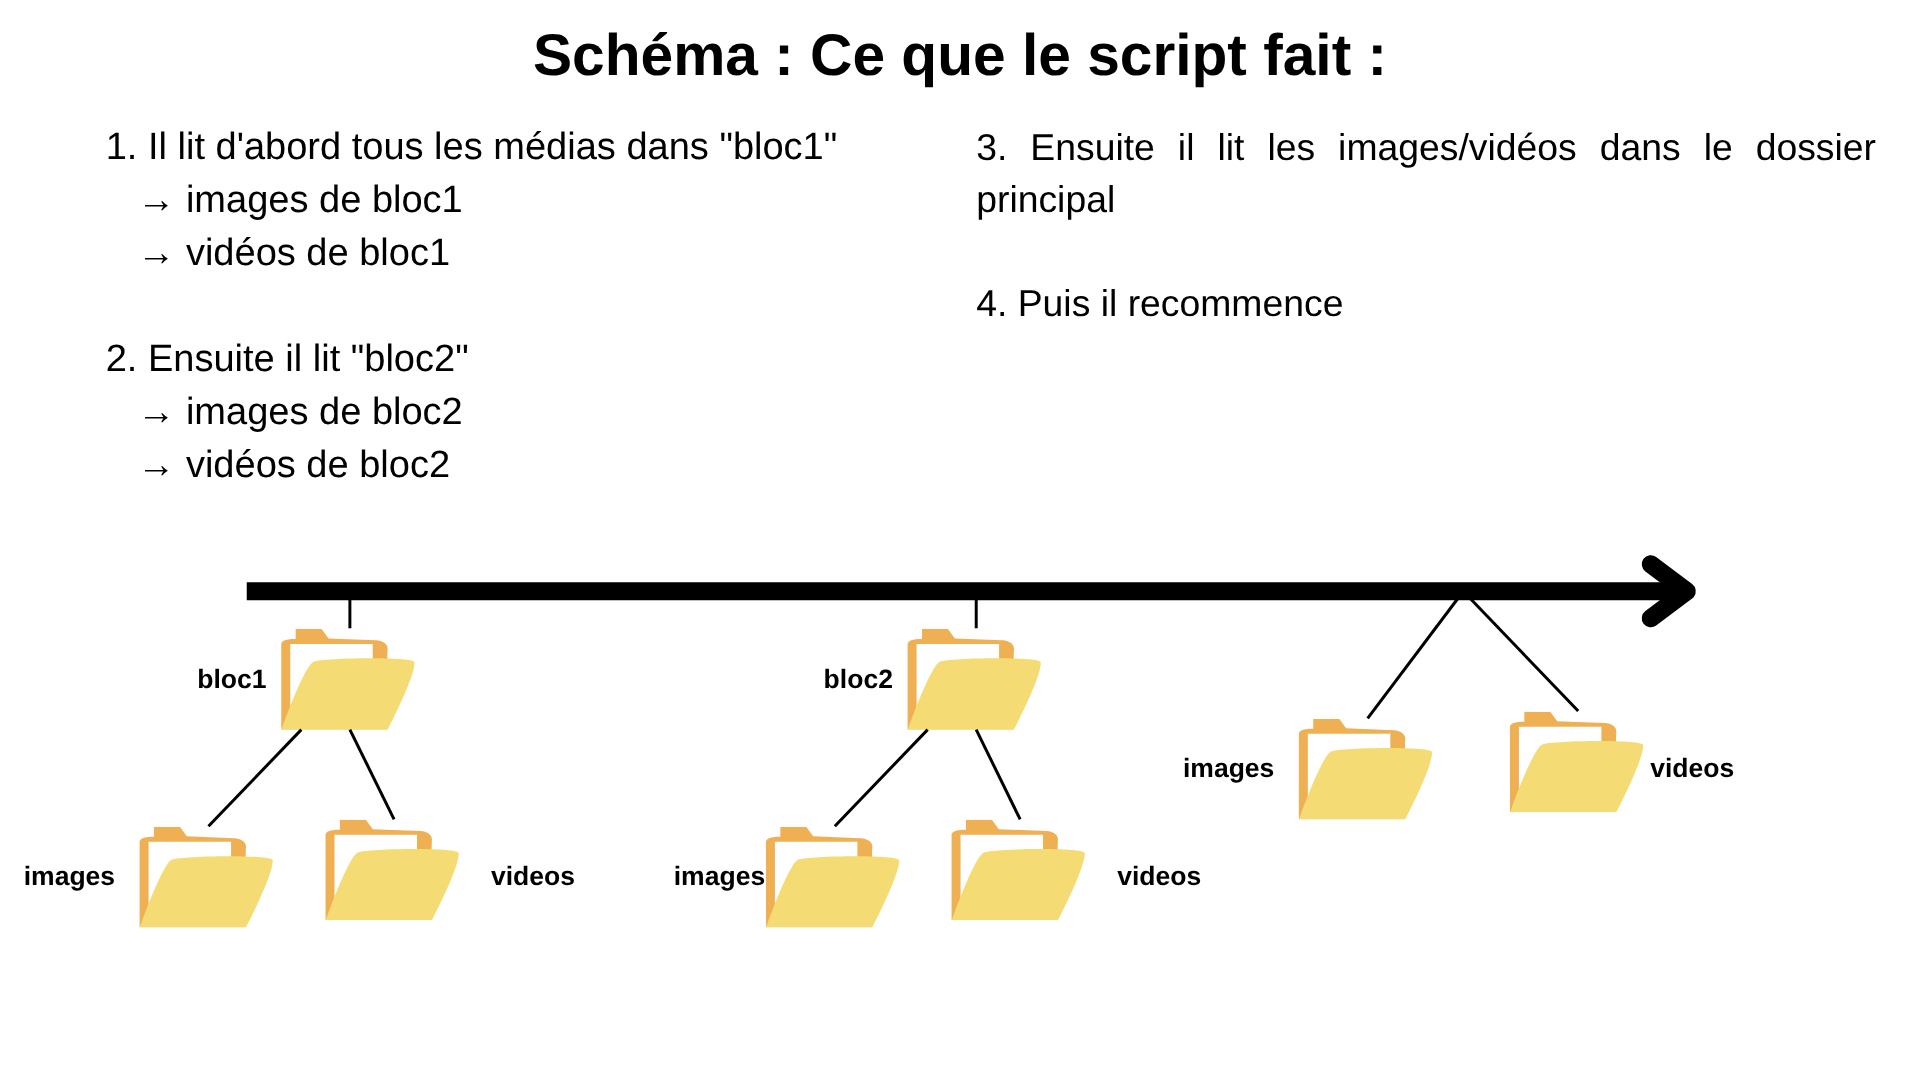 Schéma : Ce que le script fait :
1. Il lit d'abord tous les médias dans "bloc1"
→ images de bloc1
→ vidéos de bloc1
2. Ensuite il lit "bloc2"
→ images de bloc2
→ vidéos de bloc2
3. Ensuite il lit les images/vidéos dans le dossier
principal
4. Puis il recommence
bloc1
images
videos
bloc2
images
videos
images
videos